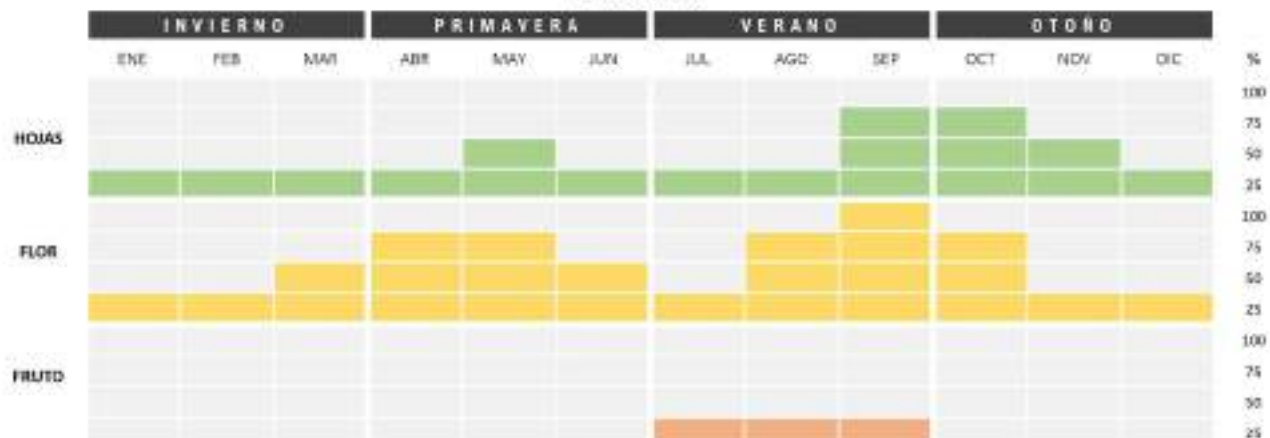 INVIERNO PRIMAVERA VERANO OTOÑO
ENE FEB MAR ABR MAY JUN JUL AGO SEP OCT NOV DIC %
100
75
HOJAS
50
25
100
FLOR 75
50
25
100
FRUTO 75
50
25